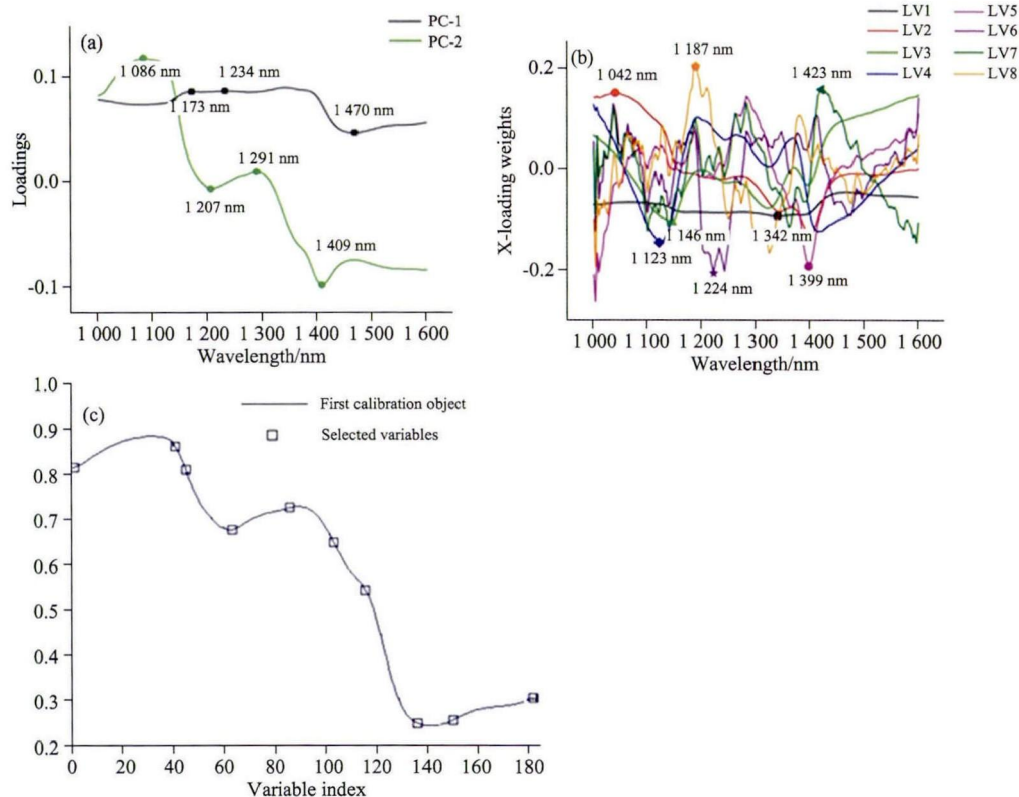 (a)
PC-1
PC-2
1 086 nm
1 173 nm
1 234 nm
1 470 nm
1 207 nm
1 291 nm
1 409 nm
0.1
0.0
-0.1
Loadings
1 000 1 100 1 200 1 300 1 400 1 500 1 600
Wavelength/nm
(b)
LV1
LV2
LV3
LV4
LV5
LV6
LV7
LV8
1 042 nm
1 187 nm
1 423 nm
1 146 nm
1 342 nm
1 123 nm
1 224 nm
1 399 nm
0.2
0.0
-0.2
X-loading weights
1 000 1 100 1 200 1 300 1 400 1 500 1 600
Wavelength/nm
(c)
First calibration object
Selected variables
1.0
0.9
0.8
0.7
0.6
0.5
0.4
0.3
0.2
0 20 40 60 80 100 120 140 160 180
Variable index